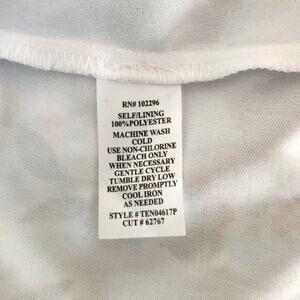 RN# 102296
SELF/LINING
100%POLYESTER
MACHINE WASH
COLD
USE NON-CHLORINE
BLEACH ONLY
WHEN NECESSARY
GENTLE CYCLE
TUMBLE DRY LOW
REMOVE PROMPTLY
COOL IRON
AS NEEDED
STYLE # TEN04617P
CUT # 62767